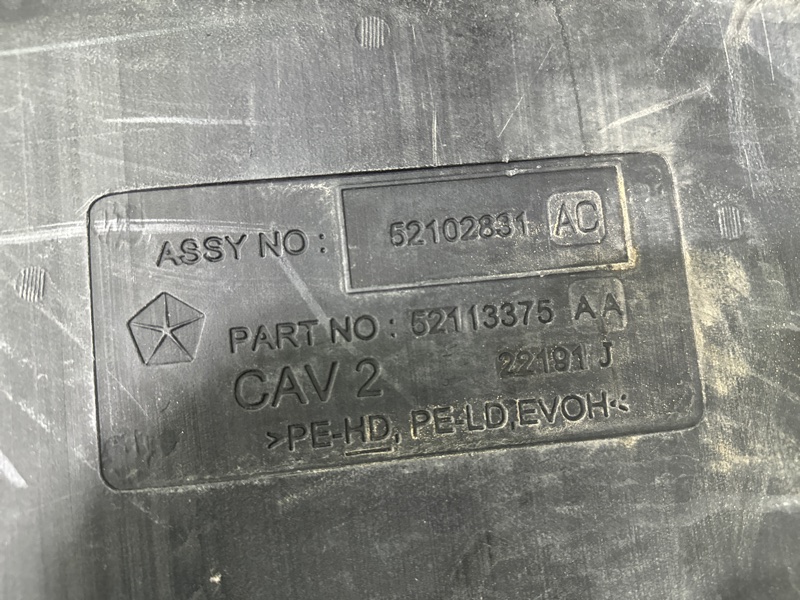 ASSY NO : 52102831 AC
PART NO : 52113375 AA
CAV 2 22191 J
>PE-HD, PE-LD,EVOH<